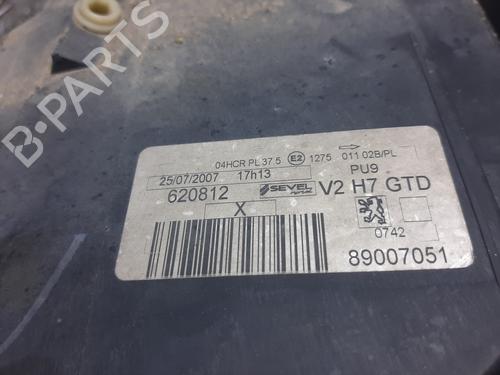 04HCR PL 37.5 E2 1275 011 02B/PL
25/07/2007 17h13 PU9
620812 SEVEL V2 H7 GTD
X
0742
89007051
B-PARTS